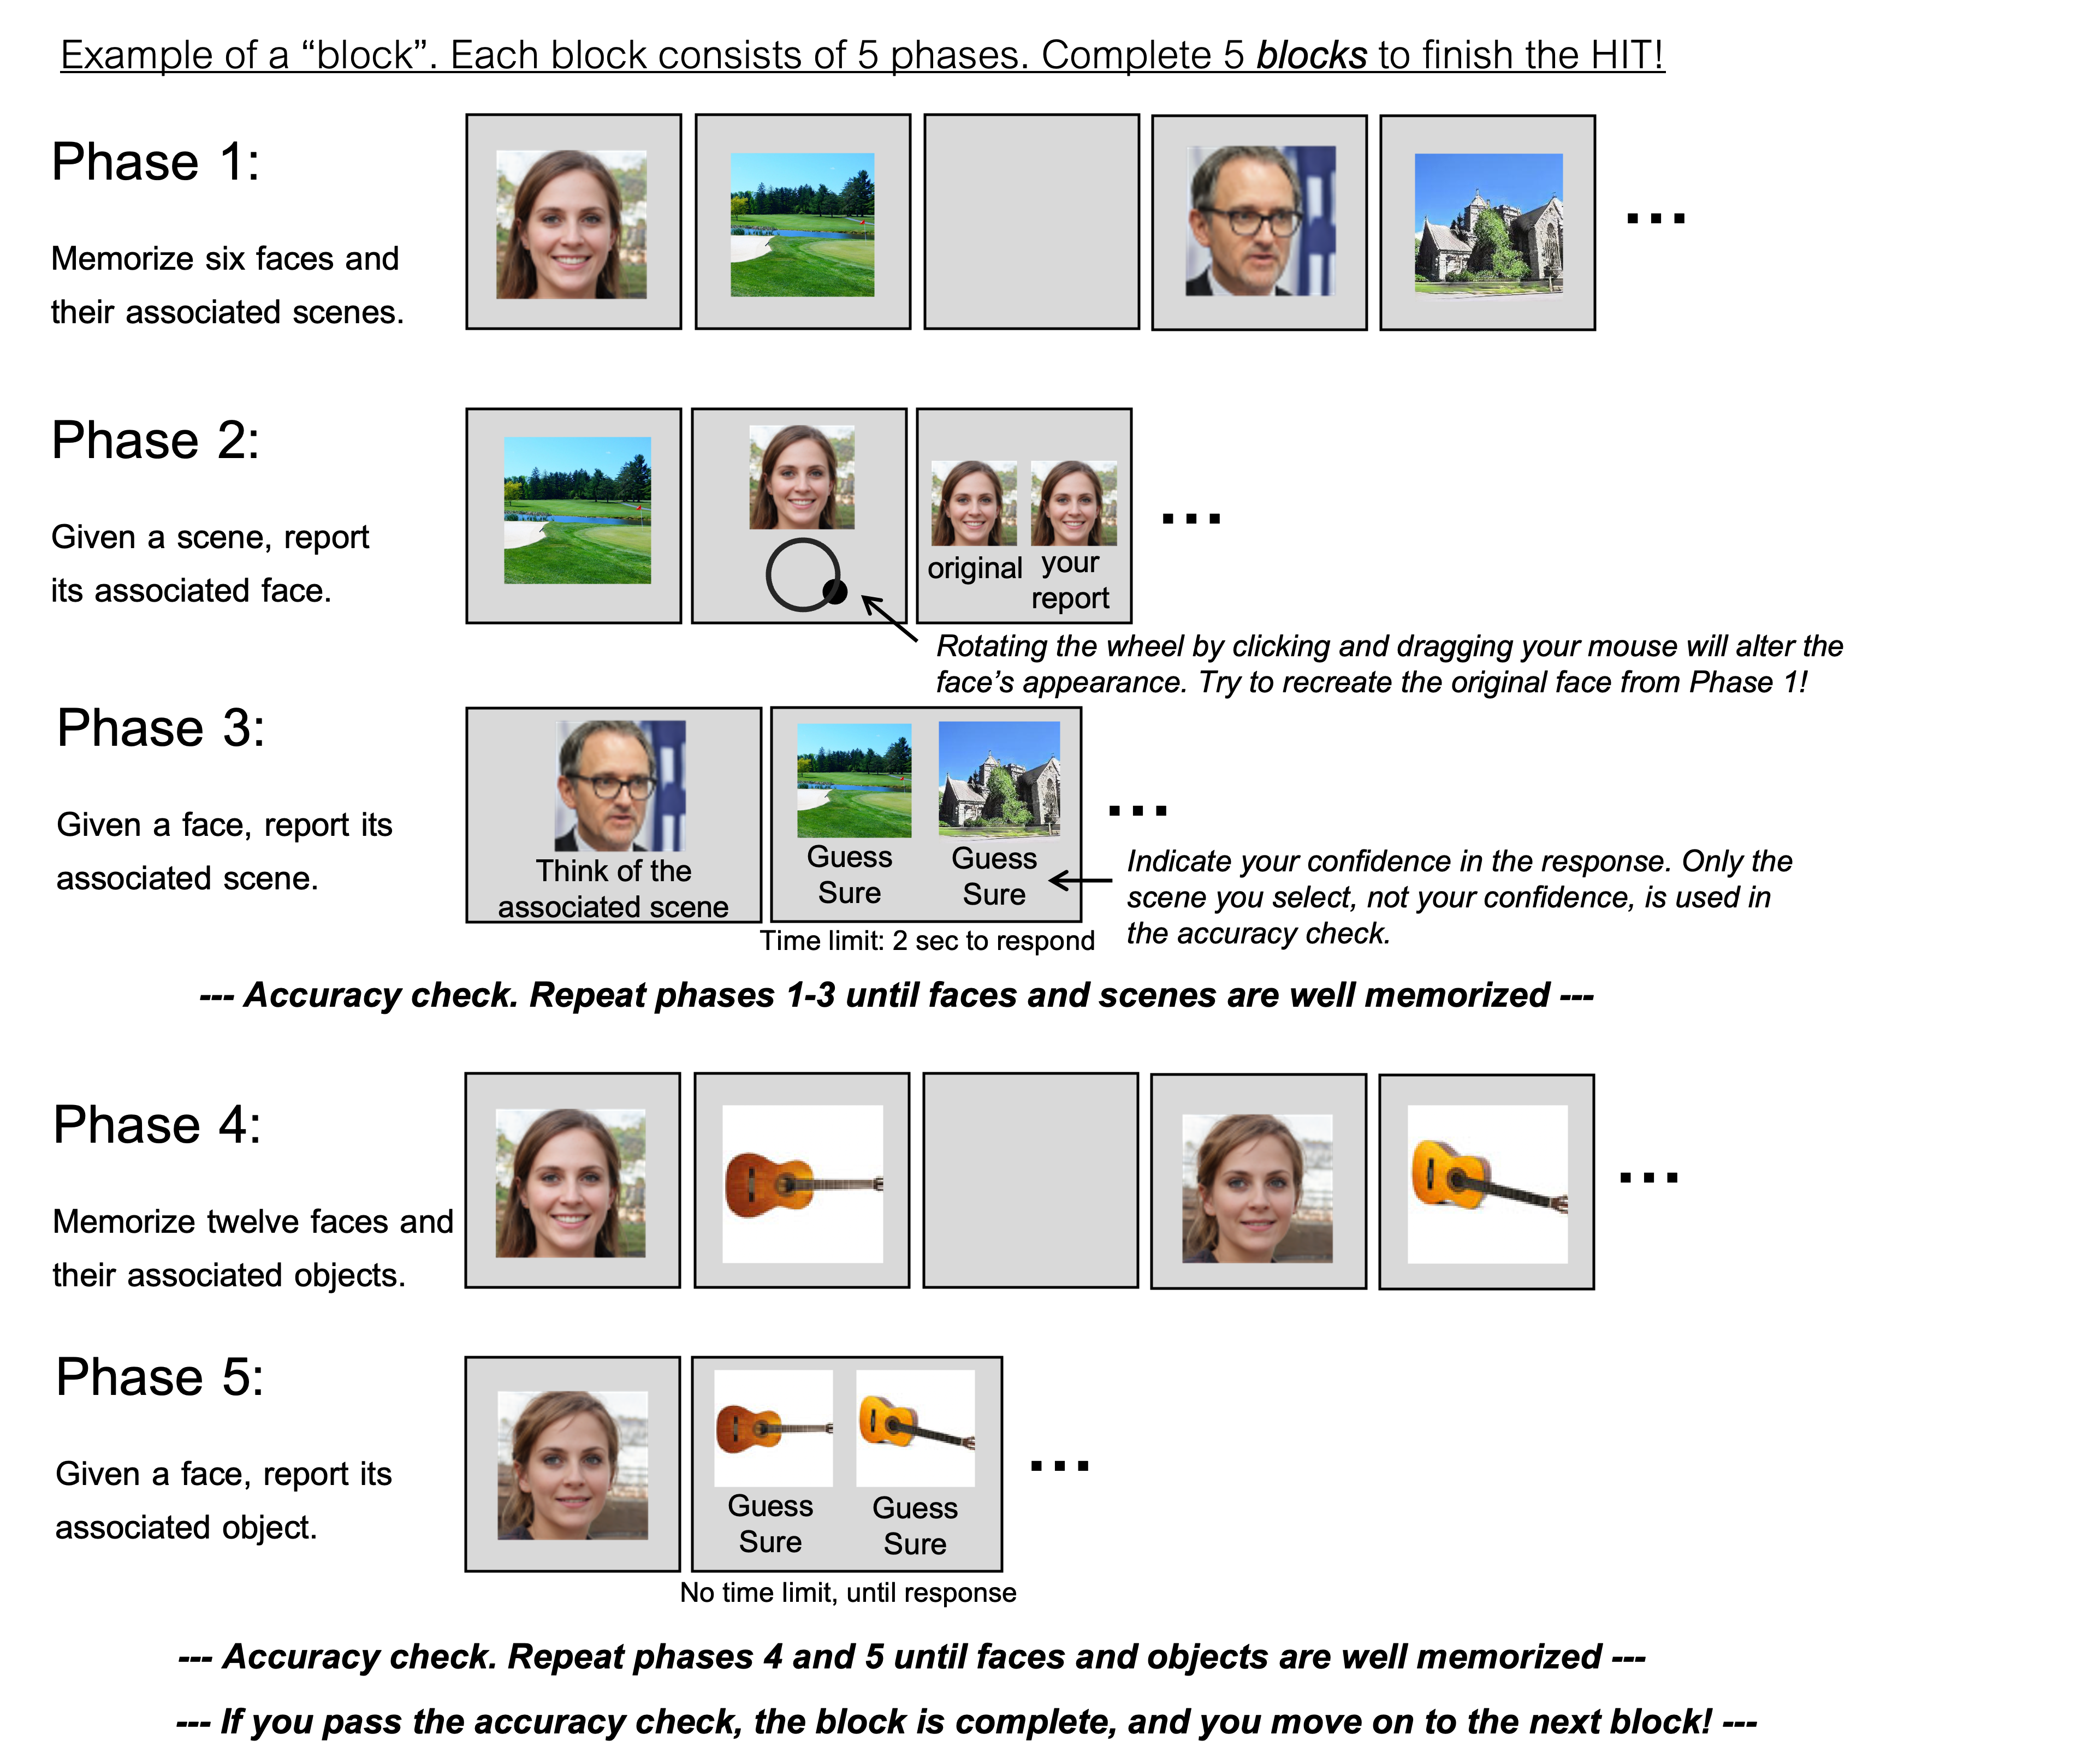 Example of a “block”. Each block consists of 5 phases. Complete 5 blocks to finish the HIT!
Phase 1:
Memorize six faces and
their associated scenes.
...
Phase 2:
Given a scene, report
its associated face.
original
your
report
...
Rotating the wheel by clicking and dragging your mouse will alter the
face’s appearance. Try to recreate the original face from Phase 1!
Phase 3:
Given a face, report its
associated scene.
Think of the
associated scene
Guess
Sure
Guess
Sure
...
Time limit: 2 sec to respond
Indicate your confidence in the response. Only the
scene you select, not your confidence, is used in
the accuracy check.
--- Accuracy check. Repeat phases 1-3 until faces and scenes are well memorized ---
Phase 4:
Memorize twelve faces and
their associated objects.
...
Phase 5:
Given a face, report its
associated object.
Guess
Sure
Guess
Sure
...
No time limit, until response
--- Accuracy check. Repeat phases 4 and 5 until faces and objects are well memorized ---
--- If you pass the accuracy check, the block is complete, and you move on to the next block! ---